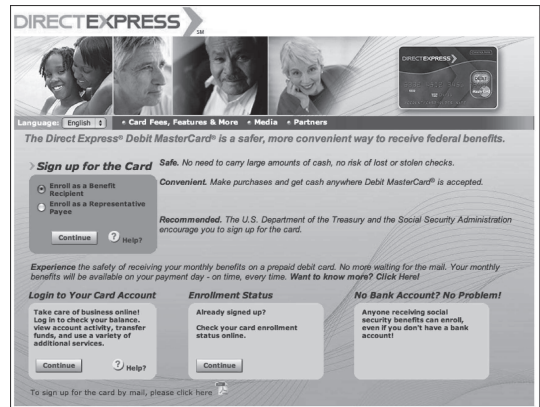 DIRECTEXPRESS
SM
DIRECTEXPRESS
Language: English
Card Fees, Features & More
Media
Partners
The Direct Express® Debit MasterCard® is a safer, more convenient way to receive federal benefits.
Sign up for the Card
Enroll as a Benefit
Recipient
Enroll as a Representative
Payee
Continue
? Help?
Safe. No need to carry large amounts of cash, no risk of lost or stolen checks.
Convenient. Make purchases and get cash anywhere Debit MasterCard® is accepted.
Recommended. The U.S. Department of the Treasury and the Social Security Administration
encourage you to sign up for the card.
Experience the safety of receiving your monthly benefits on a prepaid debit card. No more waiting for the mail. Your monthly
benefits will be available on your payment day - on time, every time. Want to know more? Click Here!
Login to Your Card Account
Take care of business online!
Log in to check your balance.
view account activity, transfer
funds, and use a variety of
additional services.
Continue
? Help?
Enrollment Status
Already signed up?
Check your card enrollment
status online.
Continue
No Bank Account? No Problem!
Anyone receiving social
security benefits can enroll,
even if you don't have a bank
account!
To sign up for the card by mail, please click here